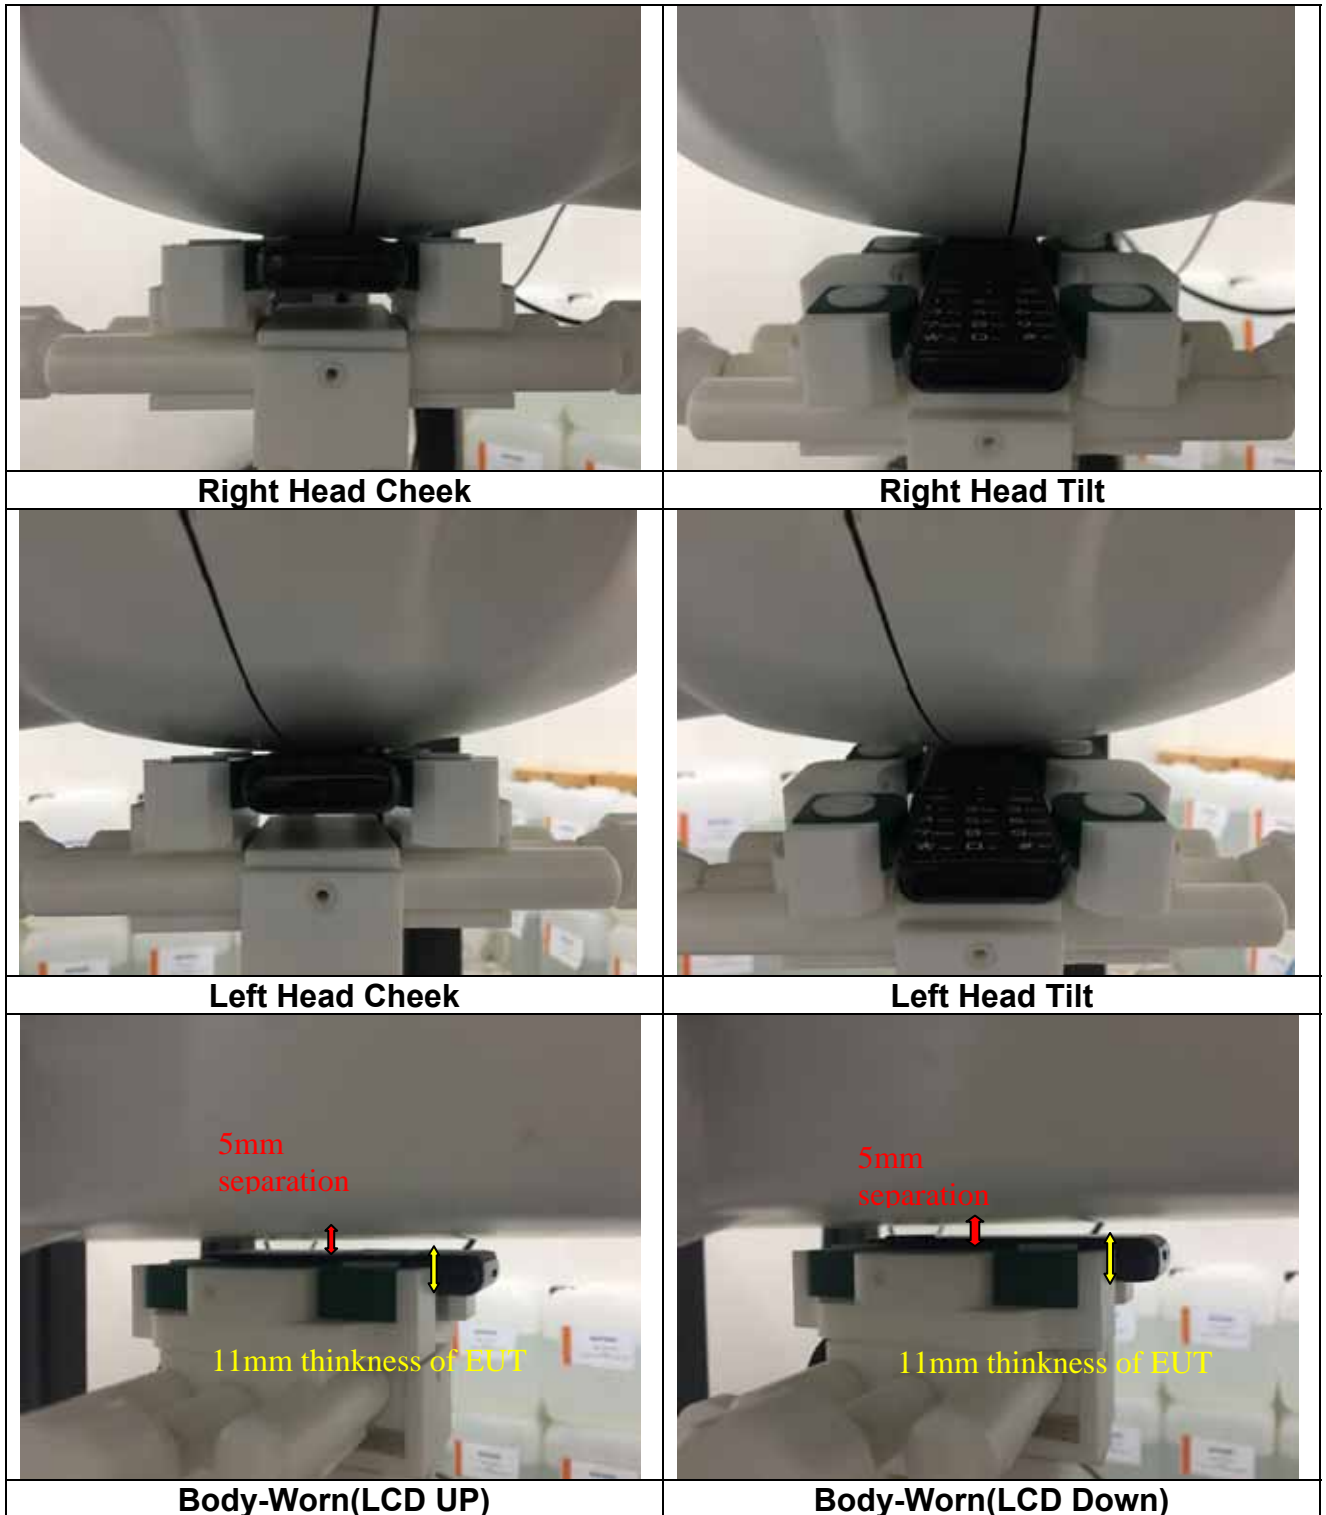 Right Head Cheek
Right Head Tilt
Left Head Cheek
Left Head Tilt
5mm
separation
11mm thinkness of EUT
5mm
separation
11mm thinkness of EUT
Body-Worn(LCD UP)
Body-Worn(LCD Down)